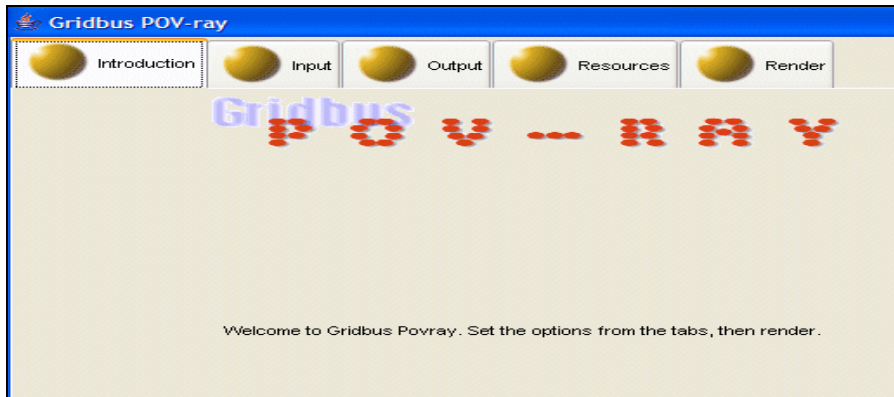 Gridbus POV-ray
Introduction Input Output Resources Render
Gridbus
POV-RAY
Welcome to Gridbus Povray. Set the options from the tabs, then render.